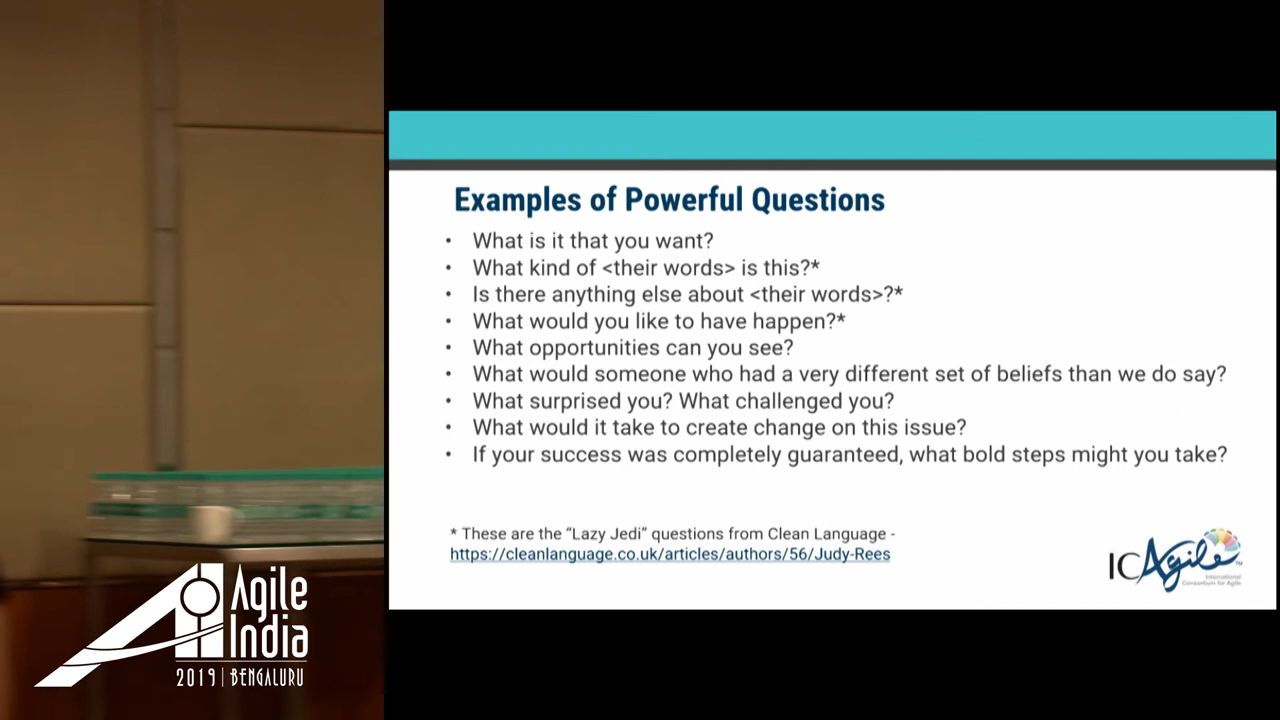 Examples of Powerful Questions
• What is it that you want?
• What kind of <their words> is this?*
• Is there anything else about <their words>?*
• What would you like to have happen?*
• What opportunities can you see?
• What would someone who had a very different set of beliefs than we do say?
• What surprised you? What challenged you?
• What would it take to create change on this issue?
• If your success was completely guaranteed, what bold steps might you take?
* These are the “Lazy Jedi” questions from Clean Language -
https://cleanlanguage.co.uk/articles/authors/56/Judy-Rees
ICAgile™
International
Consortium for Agile
Agile
India
2019 | BENGALURU